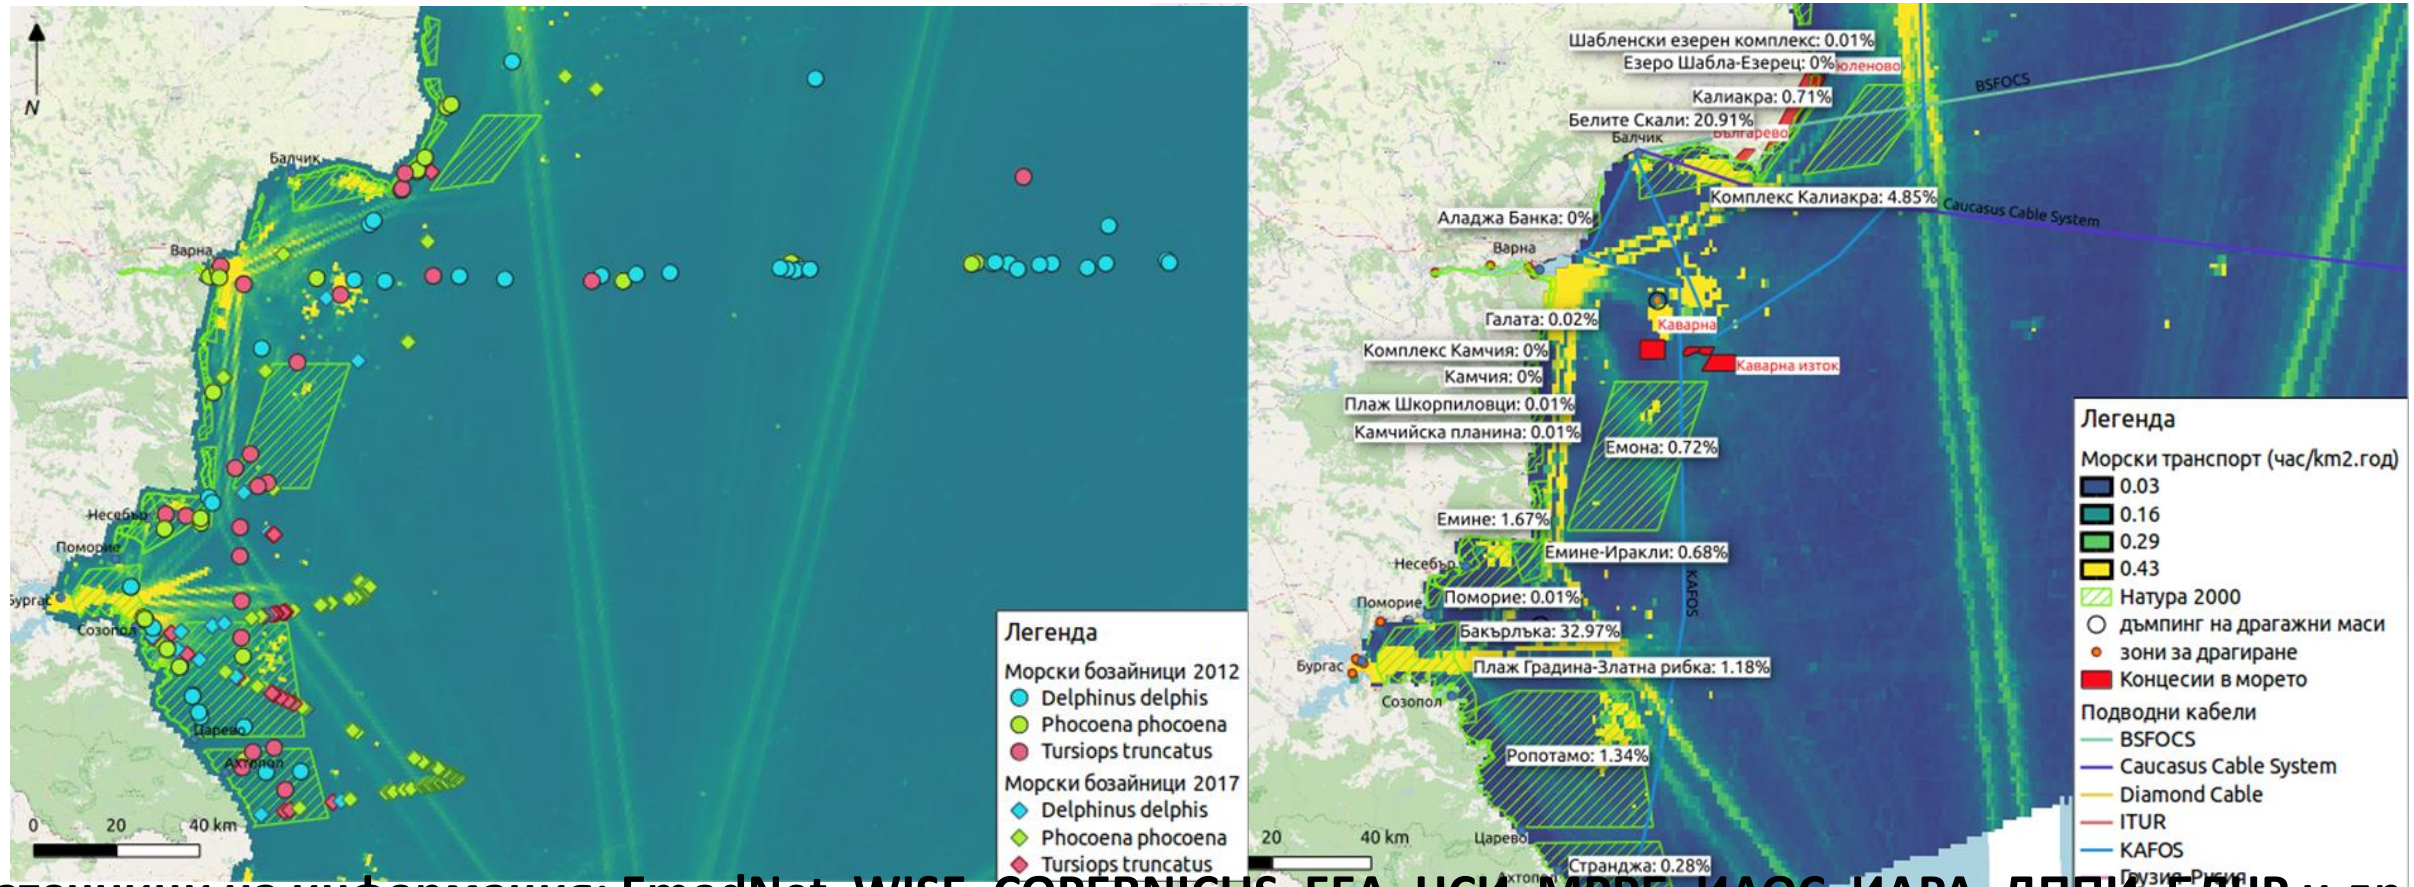 N
Балчик
Варна
Несебър
Поморие
Бургас
Созопол
Царево
Ахтопол
0 20 40 km
Легенда
Морски бозайници 2012
Delphinus delphis
Phocoena phocoena
Tursiops truncatus
Морски бозайници 2017
Delphinus delphis
Phocoena phocoena
Tursiops truncatus
Шабленски езерен комплекс: 0.01%
Езеро Шабла-Езерец: 0%
юленово
Калиакра: 0.71%
BSFOCS
Белите Скали: 20.91%
Българево
Балчик
Комплекс Калиакра: 4.85%
Caucasus Cable System
Аладжа Банка: 0%
Варна
Галата: 0.02%
Каварна
Комплекс Камчия: 0%
Каварна изток
Камчия: 0%
Плаж Шкорпиловци: 0.01%
Камчийска планина: 0.01%
Емона: 0.72%
Емине: 1.67%
Емине-Иракли: 0.68%
Несебър
KAFOS
Поморие: 0.01%
Поморие
Бакърлъка: 32.97%
Бургас
Плаж Градина-Златна рибка: 1.18%
Созопол
Ропотамо: 1.34%
Царево
Странджа: 0.28%
Ахтопол
20 40 km
Легенда
Морски транспорт (час/km2.год)
0.03
0.16
0.29
0.43
Натура 2000
дъмпинг на драгажни маси
зони за драгиране
Концесии в морето
Подводни кабели
BSFOCS
Caucasus Cable System
Diamond Cable
ITUR
KAFOS
Грузия-Русия